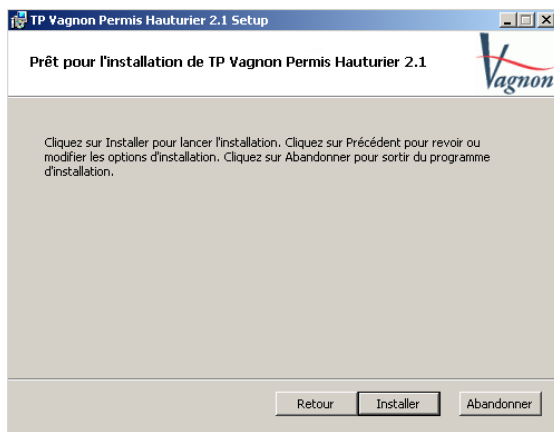 TP Vagnon Permis Hauturier 2.1 Setup
Prêt pour l'installation de TP Vagnon Permis Hauturier 2.1
Vagnon
Cliquez sur Installer pour lancer l'installation. Cliquez sur Précédent pour revoir ou
modifier les options d'installation. Cliquez sur Abandonner pour sortir du programme
d'installation.
Retour Installer Abandonner